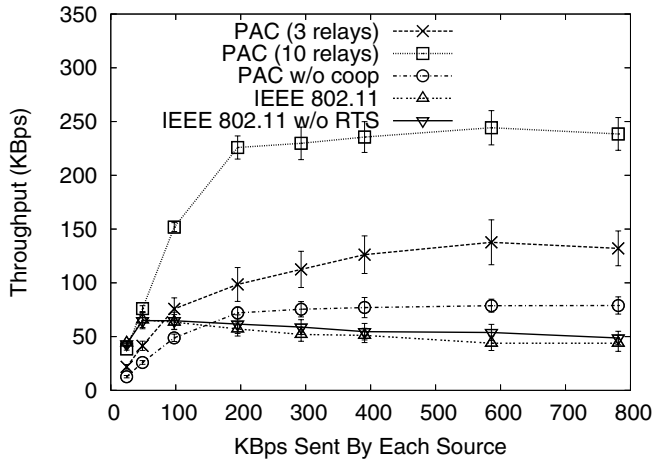 350
300
250
200
150
100
50
0
Throughput (KBps)
PAC (3 relays)
PAC (10 relays)
PAC w/o coop
IEEE 802.11
IEEE 802.11 w/o RTS
0 100 200 300 400 500 600 700 800
KBps Sent By Each Source